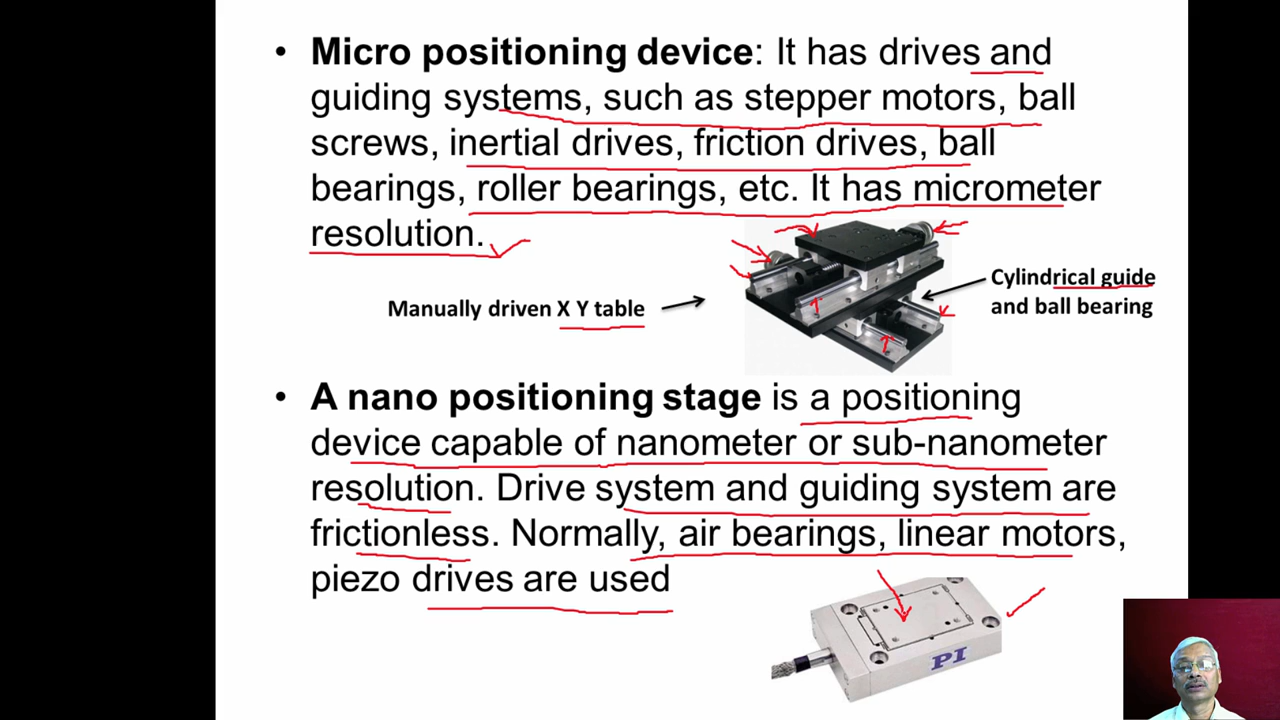 • Micro positioning device: It has drives and
guiding systems, such as stepper motors, ball
screws, inertial drives, friction drives, ball
bearings, roller bearings, etc. It has micrometer
resolution.
Manually driven X Y table
Cylindrical guide
and ball bearing
• A nano positioning stage is a positioning
device capable of nanometer or sub-nanometer
resolution. Drive system and guiding system are
frictionless. Normally, air bearings, linear motors,
piezo drives are used
PI